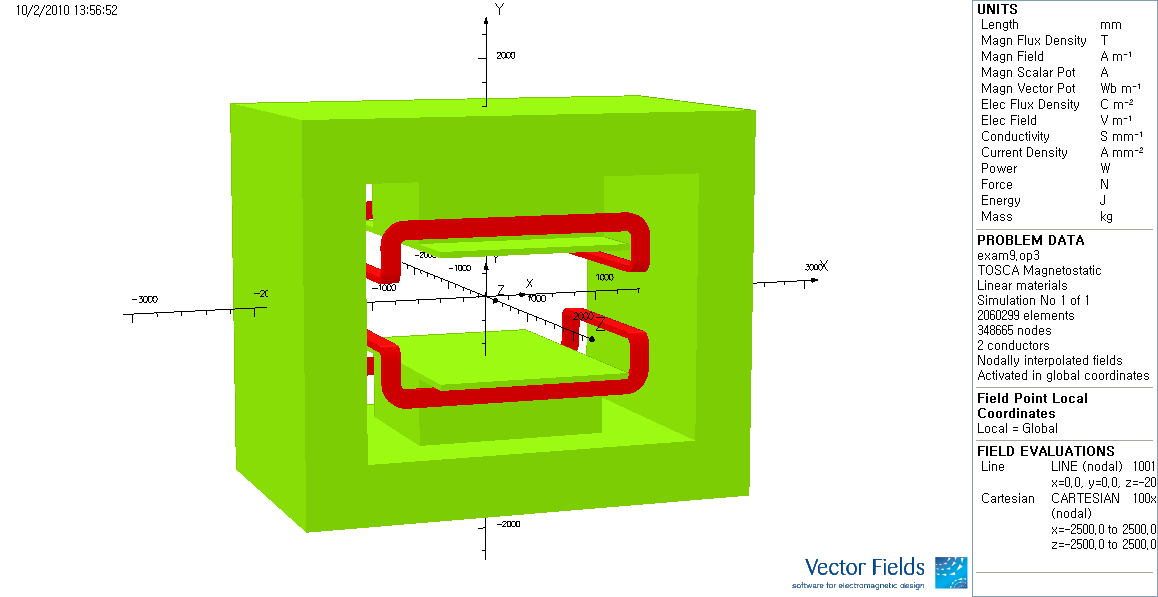 10/2/2010 13:56:52
Y
2000
3000
X
-2000
-1000
Y
1000
-1000
Z
X
1000
-3000
-20
2000
Z
-2000
Vector Fields
software for electromagnetic design
UNITS
Length mm
Magn Flux Density T
Magn Field A m⁻¹
Magn Scalar Pot A
Magn Vector Pot Wb m⁻¹
Elec Flux Density C m⁻²
Elec Field V m⁻¹
Conductivity S mm⁻¹
Current Density A mm⁻²
Power W
Force N
Energy J
Mass kg
PROBLEM DATA
exam9.op3
TOSCA Magnetostatic
Linear materials
Simulation No 1 of 1
2060299 elements
348665 nodes
2 conductors
Nodally interpolated fields
Activated in global coordinates
Field Point Local
Coordinates
Local = Global
FIELD EVALUATIONS
Line LINE (nodal) 1001
x=0.0, y=0.0, z=-20
Cartesian CARTESIAN 100x
(nodal)
x=-2500.0 to 2500.0
z=-2500.0 to 2500.0